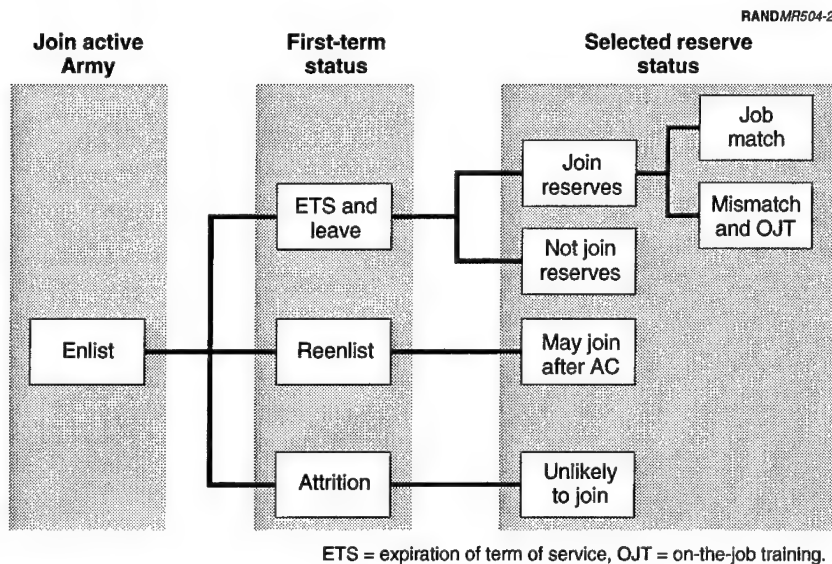 RANDMR504-2
Join active
Army
First-term
status
Selected reserve
status
Job
match
Join
reserves
ETS and
leave
Mismatch
and OJT
Not join
reserves
Enlist
Reenlist
May join
after AC
Attrition
Unlikely
to join
ETS = expiration of term of service, OJT = on-the-job training.